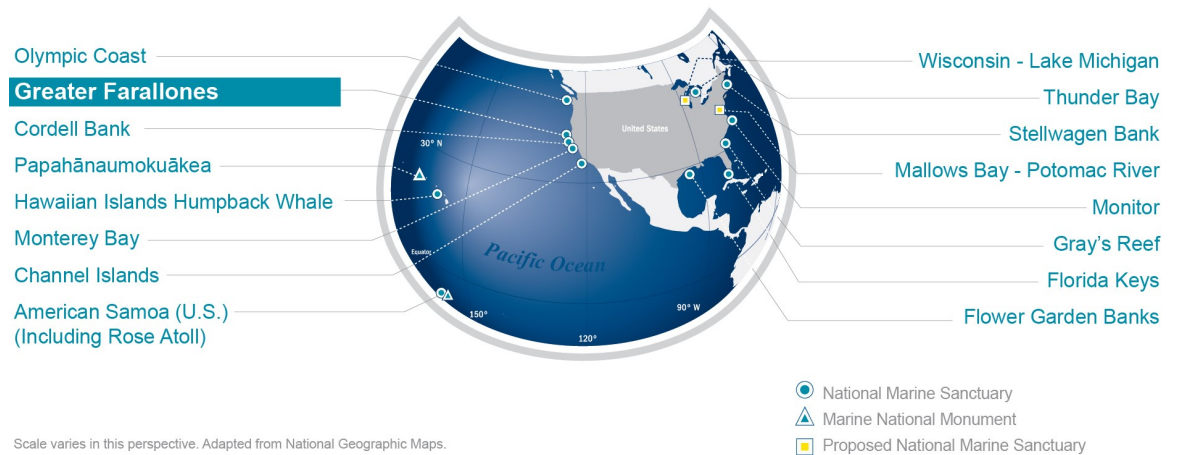 Olympic Coast
Greater Farallones
Cordell Bank
Papahānaumokuākea
Hawaiian Islands Humpback Whale
Monterey Bay
Channel Islands
American Samoa (U.S.)
(Including Rose Atoll)
United States
30° N
Equator
Pacific Ocean
150°
120°
90° W
Wisconsin - Lake Michigan
Thunder Bay
Stellwagen Bank
Mallows Bay - Potomac River
Monitor
Gray's Reef
Florida Keys
Flower Garden Banks
National Marine Sanctuary
Marine National Monument
Proposed National Marine Sanctuary
Scale varies in this perspective. Adapted from National Geographic Maps.